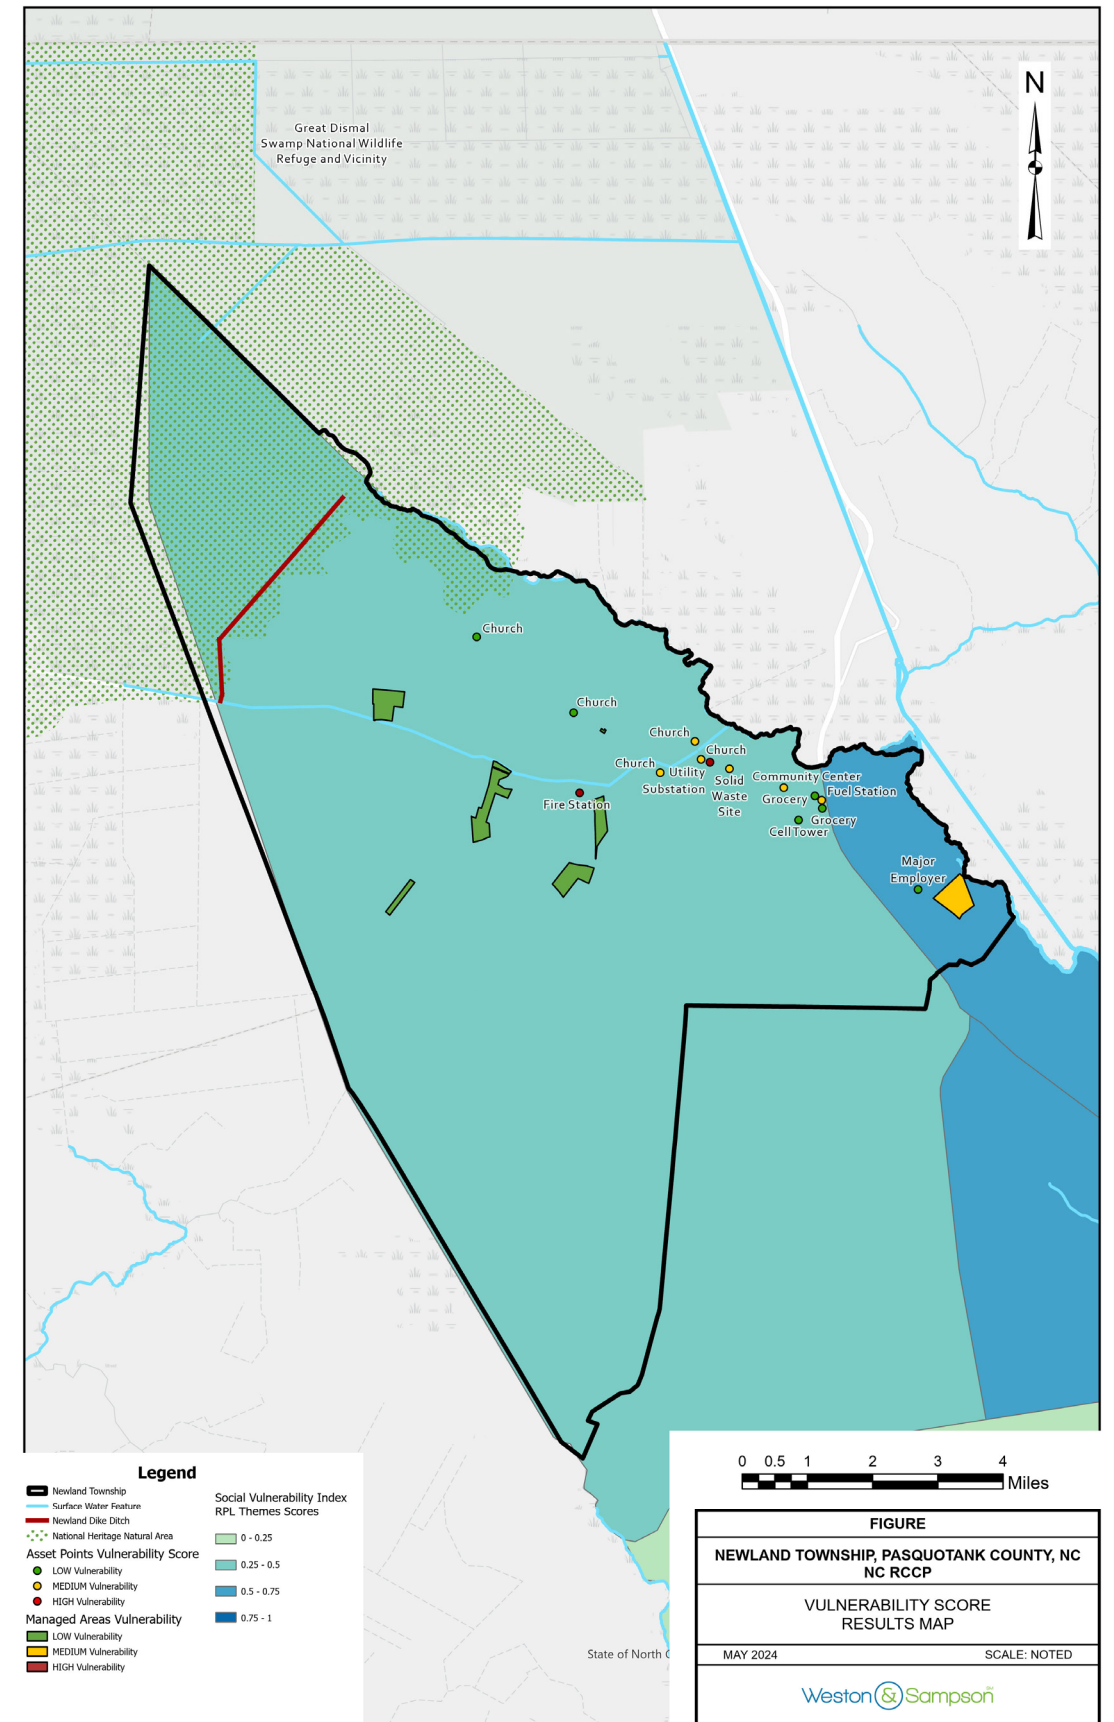 Great Dismal
Swamp National Wildlife
Refuge and Vicinity
N
Church
Church
Church
Church
Church
Utility
Substation
Solid
Waste
Site
Community Center
Grocery
Fuel Station
Grocery
Cell Tower
Fire Station
Major
Employer
Legend
Newland Township
Surface Water Feature
Newland Dike Ditch
National Heritage Natural Area
Asset Points Vulnerability Score
LOW Vulnerability
MEDIUM Vulnerability
HIGH Vulnerability
Managed Areas Vulnerability
LOW Vulnerability
MEDIUM Vulnerability
HIGH Vulnerability
Social Vulnerability Index
RPL Themes Scores
0 - 0.25
0.25 - 0.5
0.5 - 0.75
0.75 - 1
State of North
0 0.5 1 2 3 4
Miles
FIGURE
NEWLAND TOWNSHIP, PASQUOTANK COUNTY, NC
NC RCCP
VULNERABILITY SCORE
RESULTS MAP
MAY 2024 SCALE: NOTED
Weston & Sampson